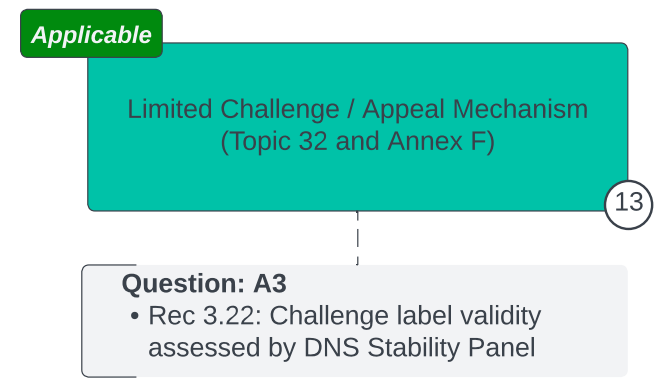 Applicable
Limited Challenge / Appeal Mechanism
(Topic 32 and Annex F)
13
Question: A3
• Rec 3.22: Challenge label validity
assessed by DNS Stability Panel